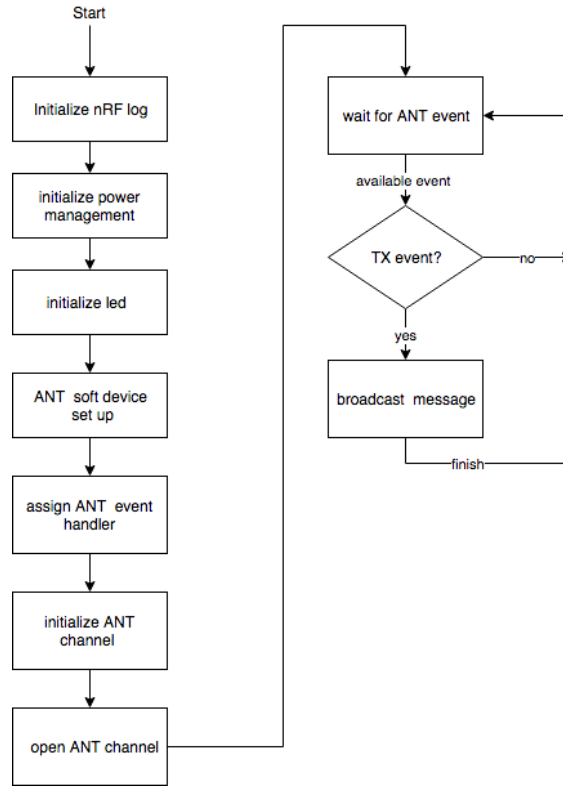 Start
Initialize nRF log
initialize power
management
initialize led
ANT soft device
set up
assign ANT event
handler
initialize ANT
channel
open ANT channel
wait for ANT event
available event
TX event?
no
yes
broadcast message
finish